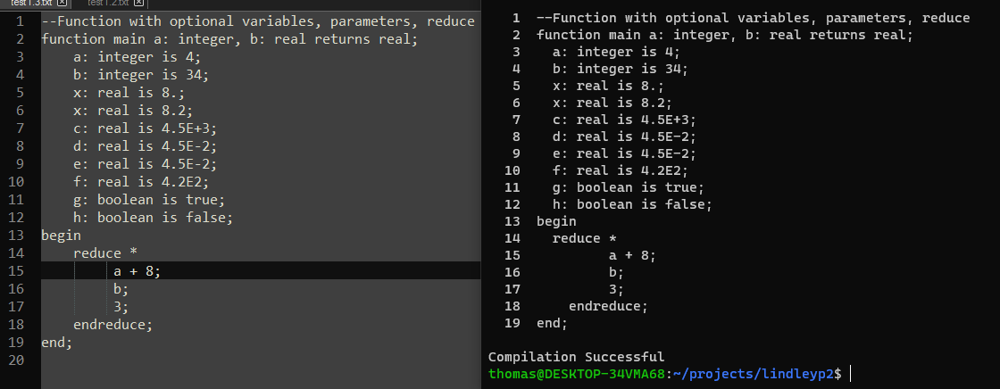 test1.3.txt test1.2.txt
1 --Function with optional variables, parameters, reduce
2 function main a: integer, b: real returns real;
3 a: integer is 4;
4 b: integer is 34;
5 x: real is 8.;
6 x: real is 8.2;
7 c: real is 4.5E+3;
8 d: real is 4.5E-2;
9 e: real is 4.5E-2;
10 f: real is 4.2E2;
11 g: boolean is true;
12 h: boolean is false;
13 begin
14 reduce *
15 a + 8;
16 b;
17 3;
18 endreduce;
19 end;
20
1 --Function with optional variables, parameters, reduce
2 function main a: integer, b: real returns real;
3 a: integer is 4;
4 b: integer is 34;
5 x: real is 8.;
6 x: real is 8.2;
7 c: real is 4.5E+3;
8 d: real is 4.5E-2;
9 e: real is 4.5E-2;
10 f: real is 4.2E2;
11 g: boolean is true;
12 h: boolean is false;
13 begin
14 reduce *
15 a + 8;
16 b;
17 3;
18 endreduce;
19 end;
Compilation Successful
thomas@DESKTOP-34VMA68:~/projects/lindleyp2$